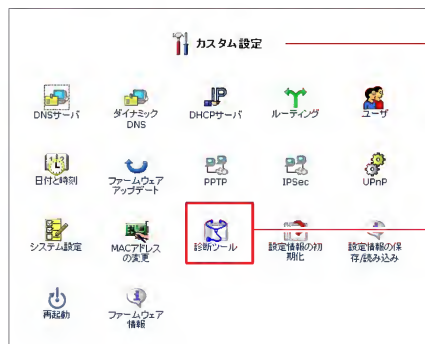 カスタム設定
DNSサーバ
ダイナミック
DNS
DHCPサーバ
ルーティング
ユーザ
日付と時刻
ファームウェア
アップデート
PPTP
IPSec
UPnP
システム設定
MACアドレス
の変更
診断ツール
設定情報の初
期化
設定情報の保
存/読み込み
再起動
ファームウェア
情報